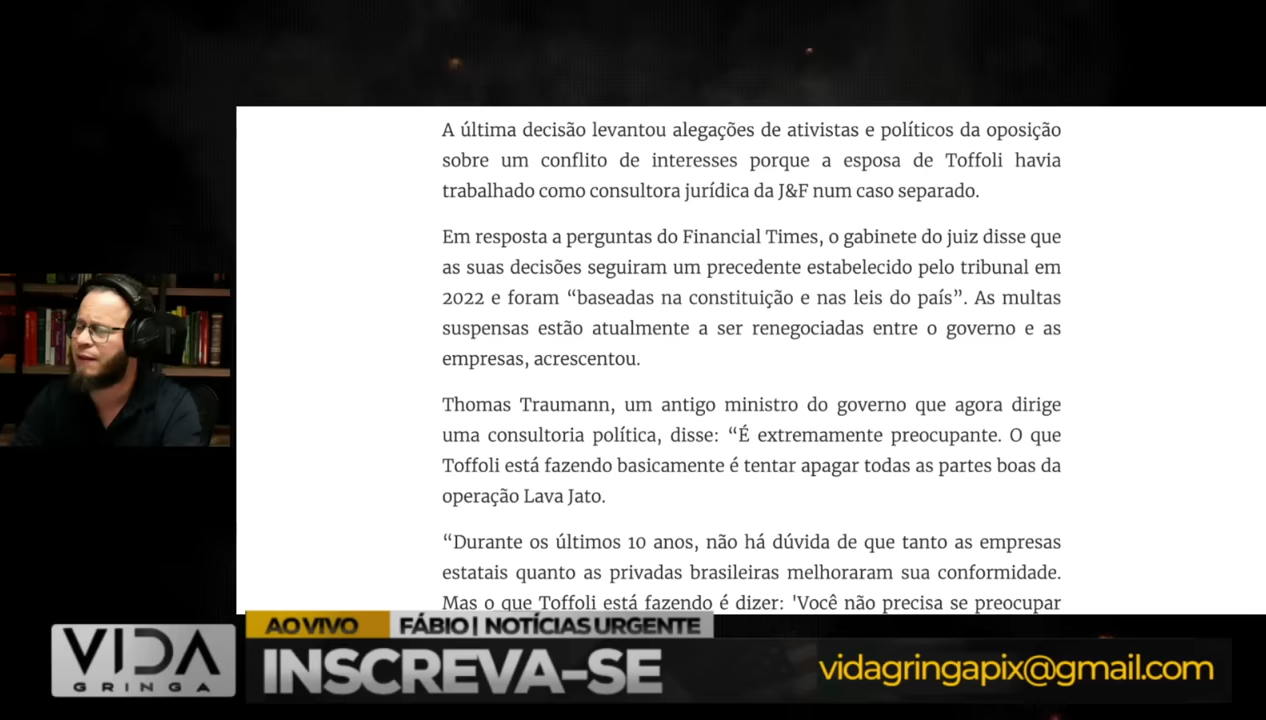 A última decisão levantou alegações de ativistas e políticos da oposição
sobre um conflito de interesses porque a esposa de Toffoli havia
trabalhado como consultora jurídica da J&F num caso separado.
Em resposta a perguntas do Financial Times, o gabinete do juiz disse que
as suas decisões seguiram um precedente estabelecido pelo tribunal em
2022 e foram “baseadas na constituição e nas leis do país”. As multas
suspensas estão atualmente a ser renegociadas entre o governo e as
empresas, acrescentou.
Thomas Traumann, um antigo ministro do governo que agora dirige
uma consultoria política, disse: “É extremamente preocupante. O que
Toffoli está fazendo basicamente é tentar apagar todas as partes boas da
operação Lava Jato.
“Durante os últimos 10 anos, não há dúvida de que tanto as empresas
estatais quanto as privadas brasileiras melhoraram sua conformidade.
Mas o que Toffoli está fazendo é dizer: 'Você não precisa se preocupar
AO VIVO FÁBIO | NOTÍCIAS URGENTE
VIDA
GRINGA
INSCREVA-SE
vidagringapix@gmail.com